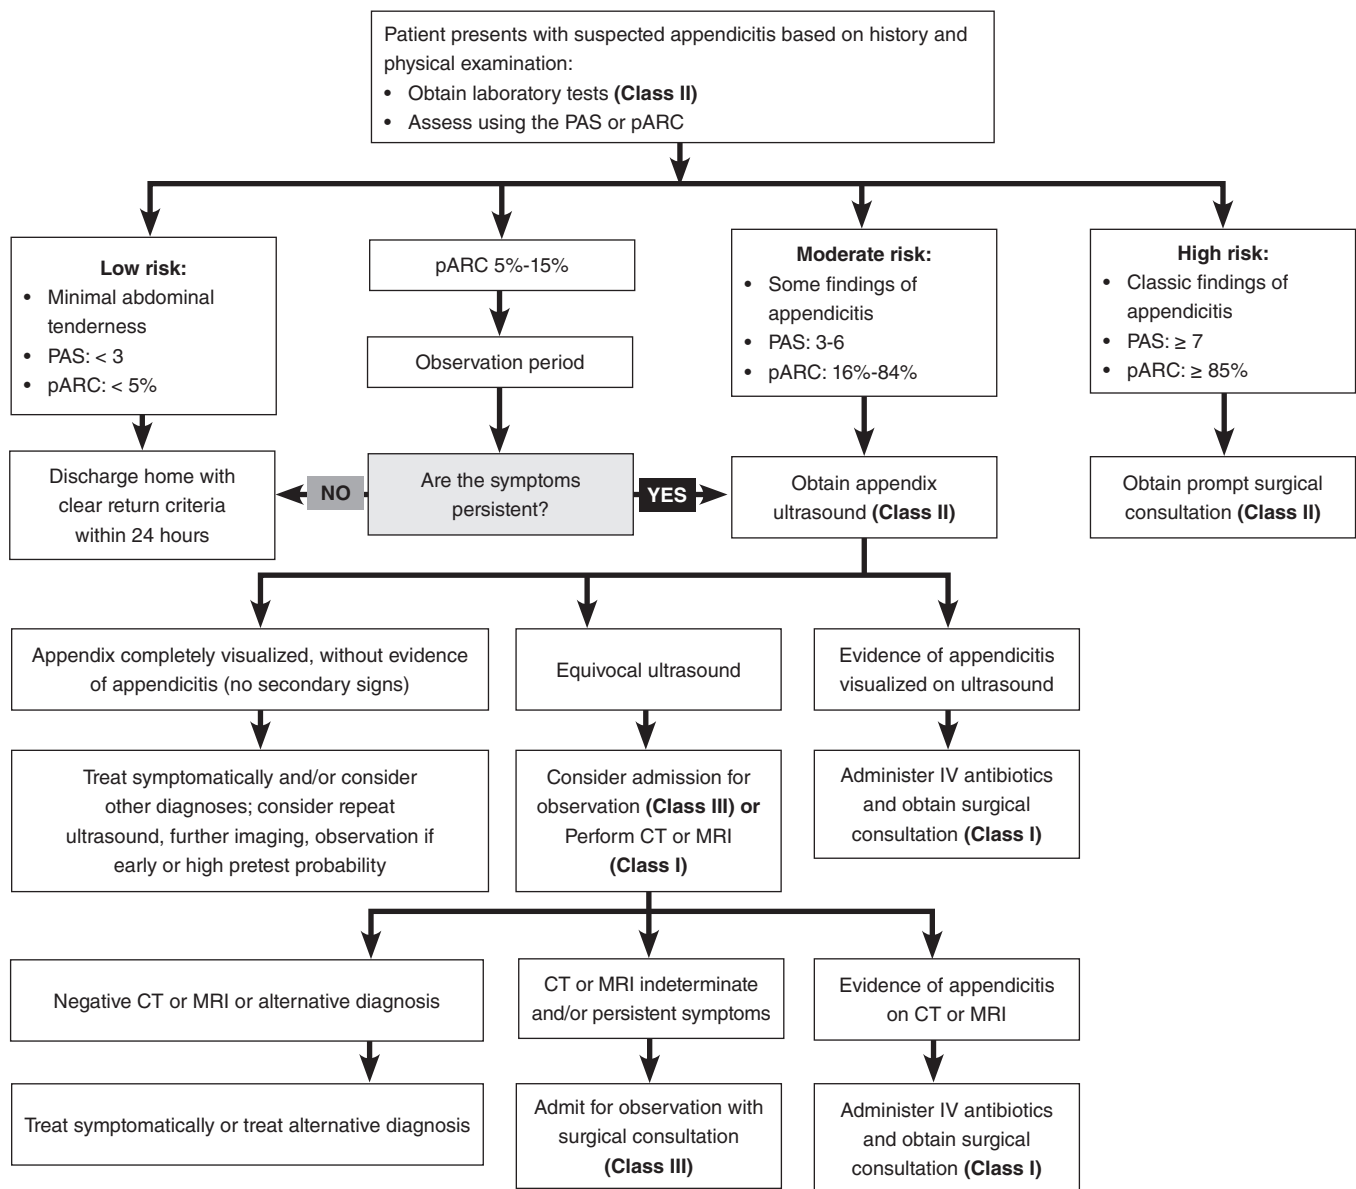 Patient presents with suspected appendicitis based on history and
physical examination:
• Obtain laboratory tests (Class II)
• Assess using the PAS or pARC
Low risk:
• Minimal abdominal
tenderness
• PAS: < 3
• pARC: < 5%
pARC 5%-15%
Observation period
Moderate risk:
• Some findings of
appendicitis
• PAS: 3-6
• pARC: 16%-84%
High risk:
• Classic findings of
appendicitis
• PAS: ≥ 7
• pARC: ≥ 85%
Discharge home with
clear return criteria
within 24 hours
NO
Are the symptoms
persistent?
YES
Obtain appendix
ultrasound (Class II)
Obtain prompt surgical
consultation (Class II)
Appendix completely visualized, without evidence
of appendicitis (no secondary signs)
Equivocal ultrasound
Evidence of appendicitis
visualized on ultrasound
Treat symptomatically and/or consider
other diagnoses; consider repeat
ultrasound, further imaging, observation if
early or high pretest probability
Consider admission for
observation (Class III) or
Perform CT or MRI
(Class I)
Administer IV antibiotics
and obtain surgical
consultation (Class I)
Negative CT or MRI or alternative diagnosis
CT or MRI indeterminate
and/or persistent symptoms
Evidence of appendicitis
on CT or MRI
Treat symptomatically or treat alternative diagnosis
Admit for observation with
surgical consultation
(Class III)
Administer IV antibiotics
and obtain surgical
consultation (Class I)